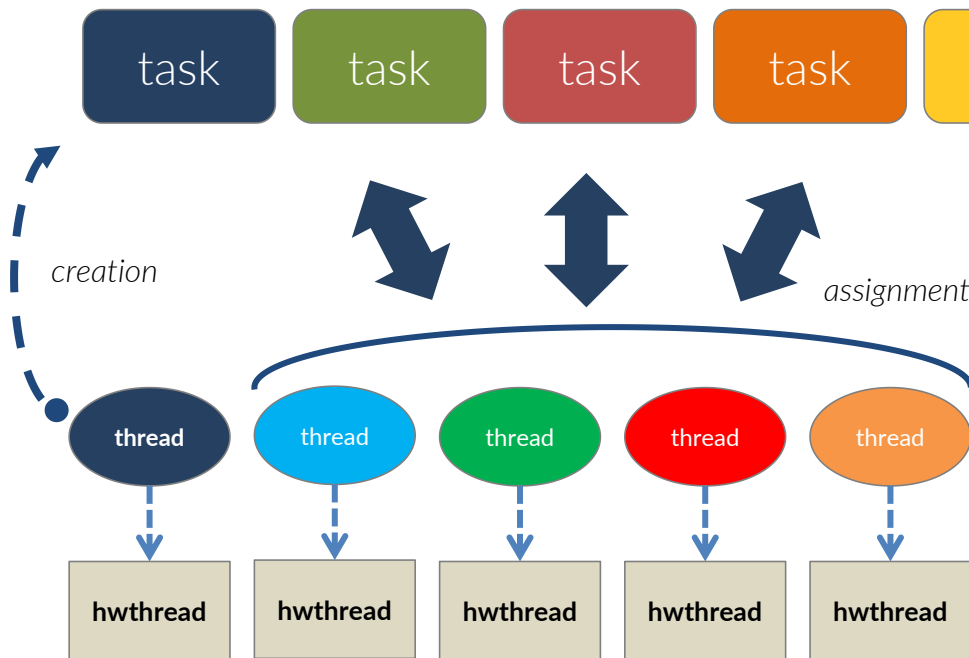 task task task task
creation
assignment
thread thread thread thread thread
hwthread hwthread hwthread hwthread hwthread